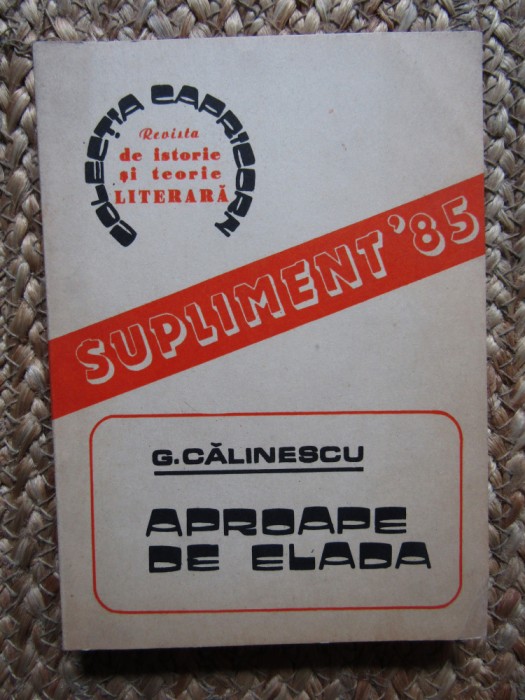 COLECȚIA CAPRICORN
Revista
de istorie
și teorie
LITERARĂ
SUPLIMENT '85
G.CĂLINESCU
APROAPE
DE ELADA